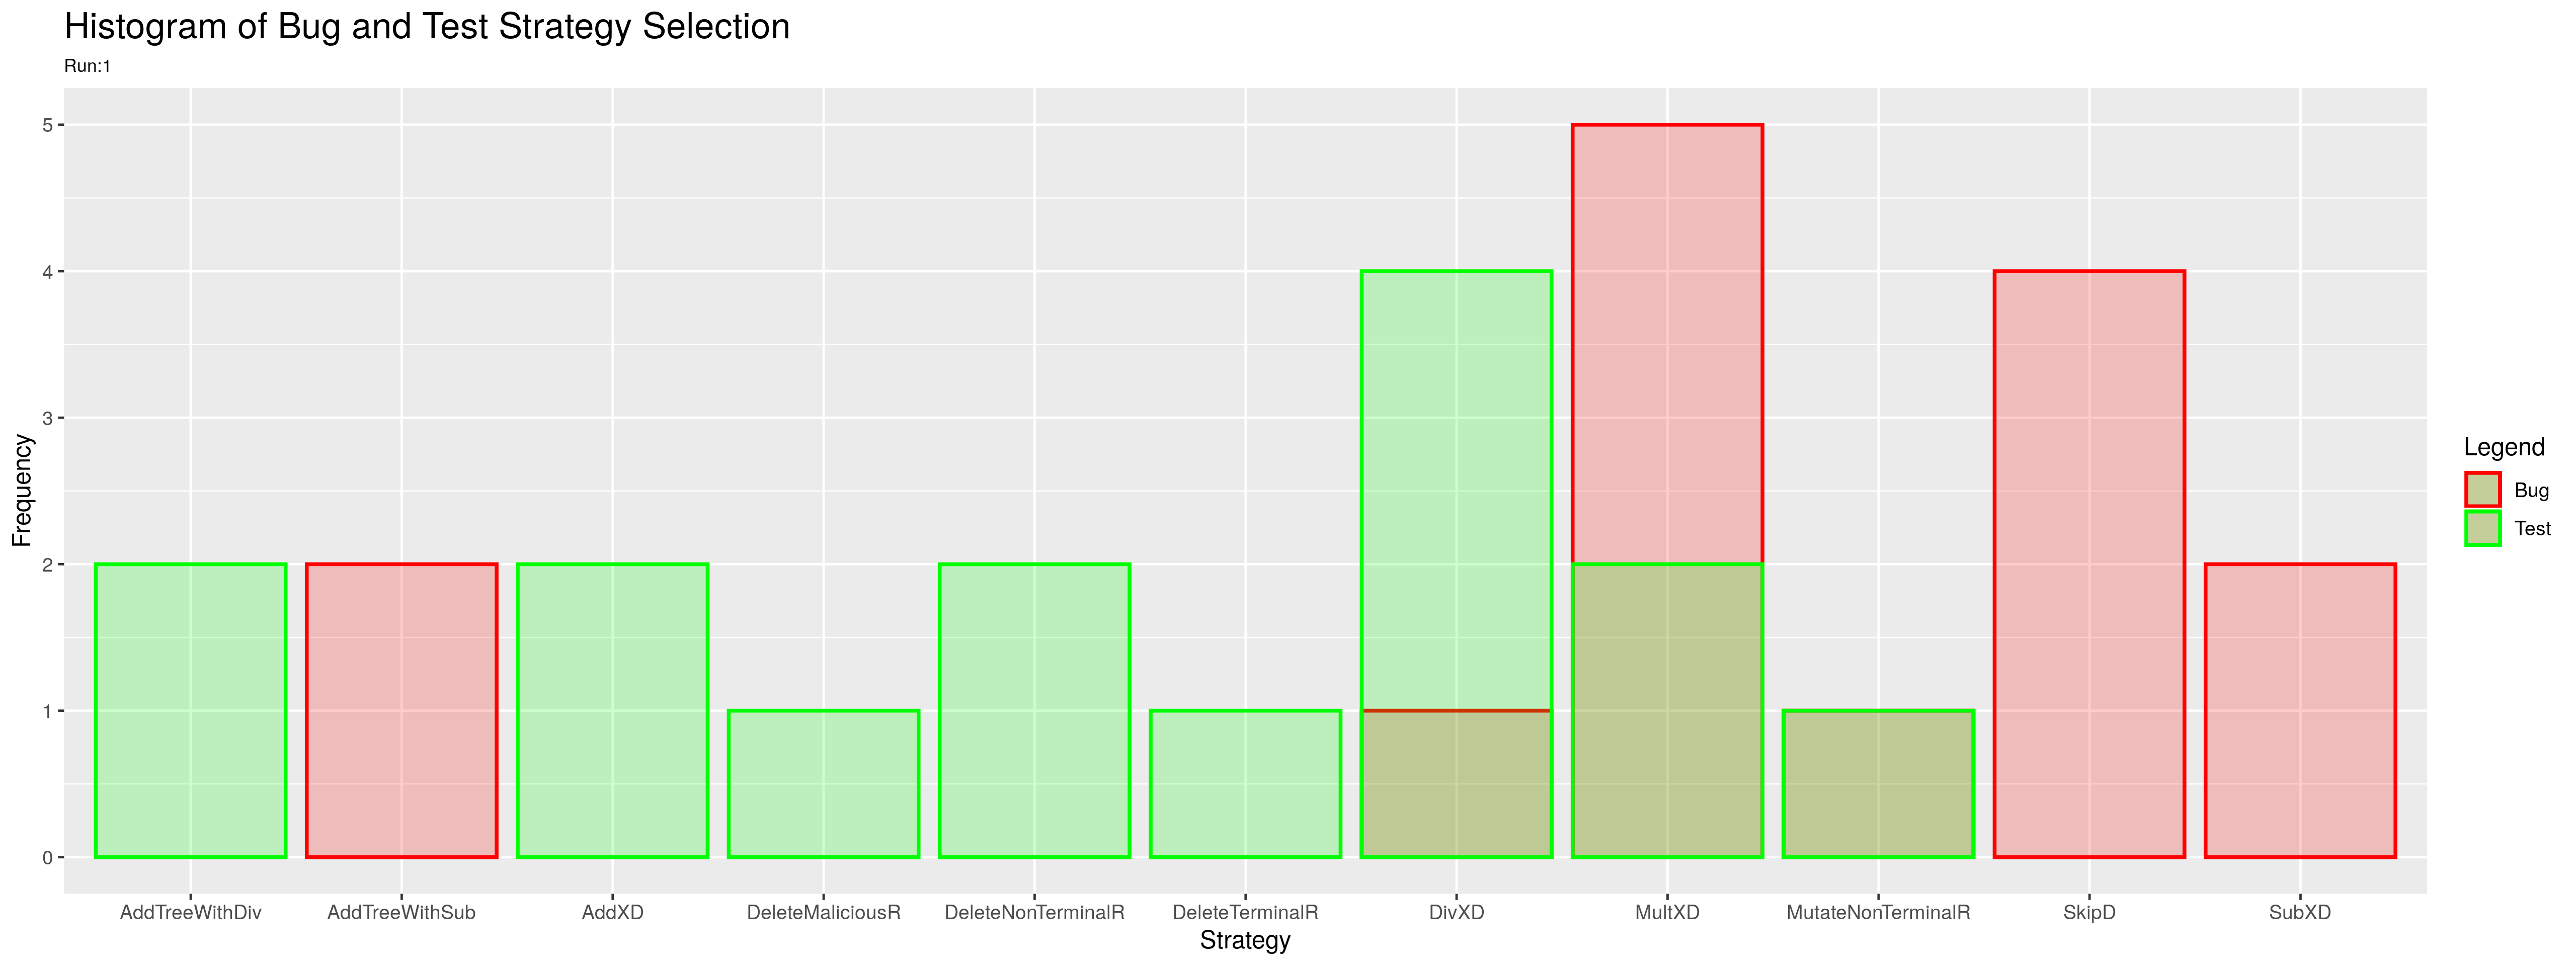 Histogram of Bug and Test Strategy Selection
Run:1
Frequency
5
4
3
2
1
0
AddTreeWithDiv AddTreeWithSub AddXD DeleteMaliciousR DeleteNonTerminalR DeleteTerminalR DivXD MultXD MutateNonTerminalR SkipD SubXD
Strategy
Legend
Bug
Test